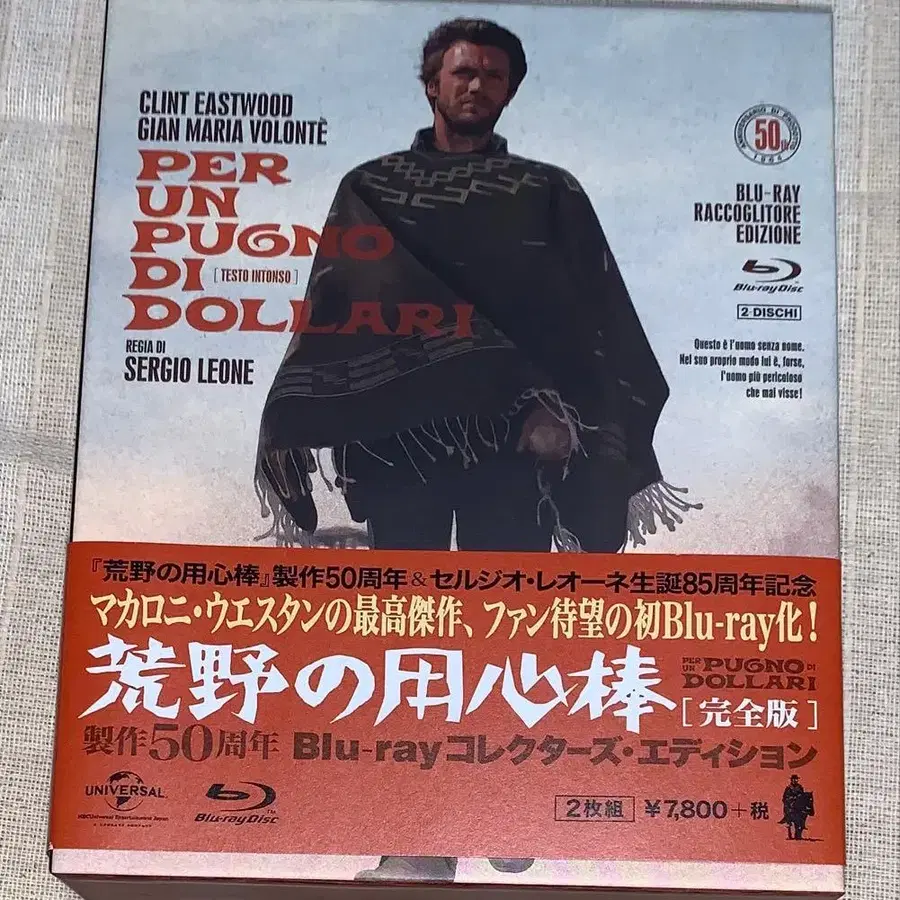 CLINT EASTWOOD
GIAN MARIA VOLONTÈ
PER
UN
PUGNO
DI
[TESTO INTONSO]
DOLLARI
REGIA DI
SERGIO LEONE
ANNIVERSARIO DI
50
1964
BLU-RAY
RACCOGLITORE
EDIZIONE
Blu-ray Disc
2 DISCHI
Questo è l'uomo senza nome.
Nel suo proprio modo lui è, forse,
l'uomo più pericoloso
che mai visse!
『荒野の用心棒』製作50周年&セルジオ・レオーネ生誕85周年記念
マカロニ・ウエスタンの最高傑作、ファン待望の初Blu-ray化!
荒野の用心棒
PER UN PUGNO DI
DOLLARI
[完全版]
製作50周年 Blu-rayコレクターズ・エディション
UNIVERSAL
NBCUniversal Entertainment Japan
Blu-ray Disc
TM
2枚組 ¥7,800+税